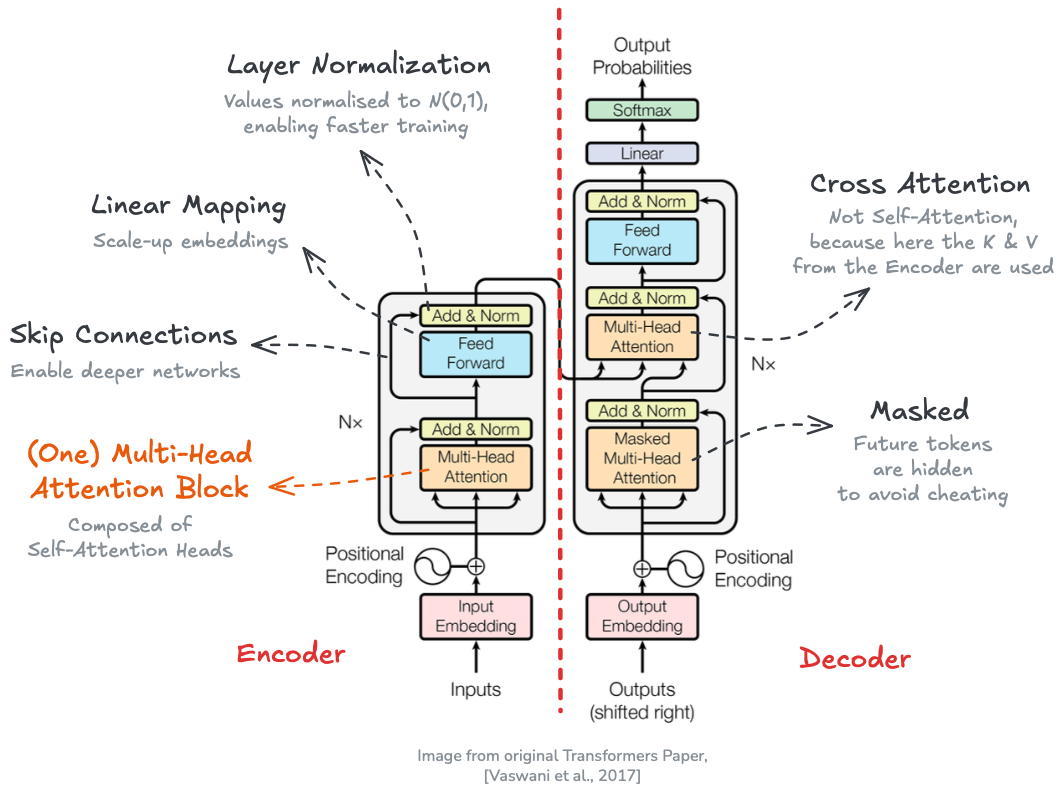 Layer Normalization
Values normalised to N(0,1),
enabling faster training
Linear Mapping
Scale-up embeddings
Skip Connections
Enable deeper networks
(One) Multi-Head
Attention Block
Composed of
Self-Attention Heads
Encoder
Add & Norm
Feed
Forward
N×
Add & Norm
Multi-Head
Attention
Positional
Encoding
Input
Embedding
Inputs
Output
Probabilities
Softmax
Linear
Add & Norm
Feed
Forward
Add & Norm
Multi-Head
Attention
N×
Add & Norm
Masked
Multi-Head
Attention
Positional
Encoding
Output
Embedding
Outputs
(shifted right)
Cross Attention
Not Self-Attention,
because here the K & V
from the Encoder are used
Masked
Future tokens
are hidden
to avoid cheating
Decoder
Image from original Transformers Paper,
[Vaswani et al., 2017]